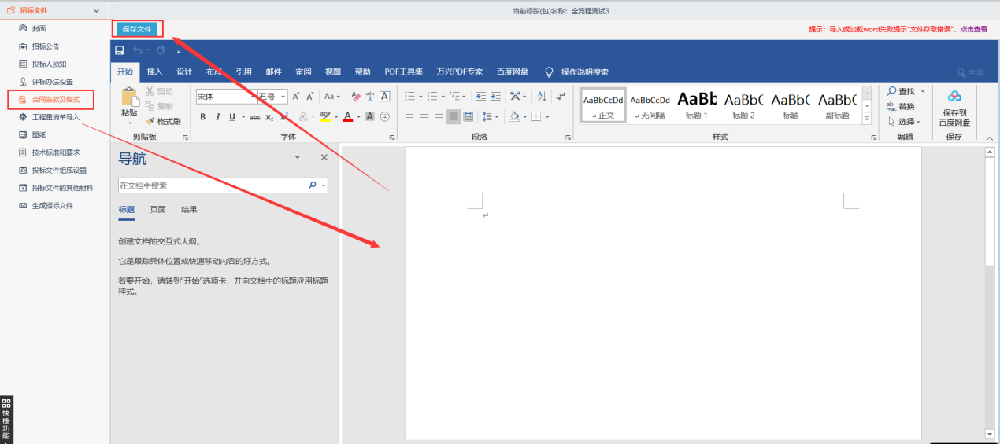 招标文件
当前标段(包)名称：全流程测试3
封面
招标公告
投标人须知
评标办法设置
合同条款及格式
工程量清单导入
图纸
技术标准和要求
投标文件组成设置
招标文件的其他材料
生成招标文件
快捷功能
保存文件
提示：导入或加载word失败提示"文件存取错误"，点击查看
开始 插入 设计 布局 引用 邮件 审阅 视图 帮助 PDF工具集 万兴PDF专家 百度网盘 操作说明搜索 共享
粘贴
剪切
复制
格式刷
剪贴板
宋体 五号
字体
段落
AaBbCcDd AaBbCcDd AaBb AaBb( AaBb( AaBb(
正文 无间隔 标题 1 标题 2 标题 副标题
样式
查找
替换
选择
编辑
保存到
百度网盘
保存
导航
在文档中搜索
标题 页面 结果
创建文档的交互式大纲。
它是跟踪具体位置或快速移动内容的好方式。
若要开始，请转到"开始"选项卡，并向文档中的标题应用标题
样式。